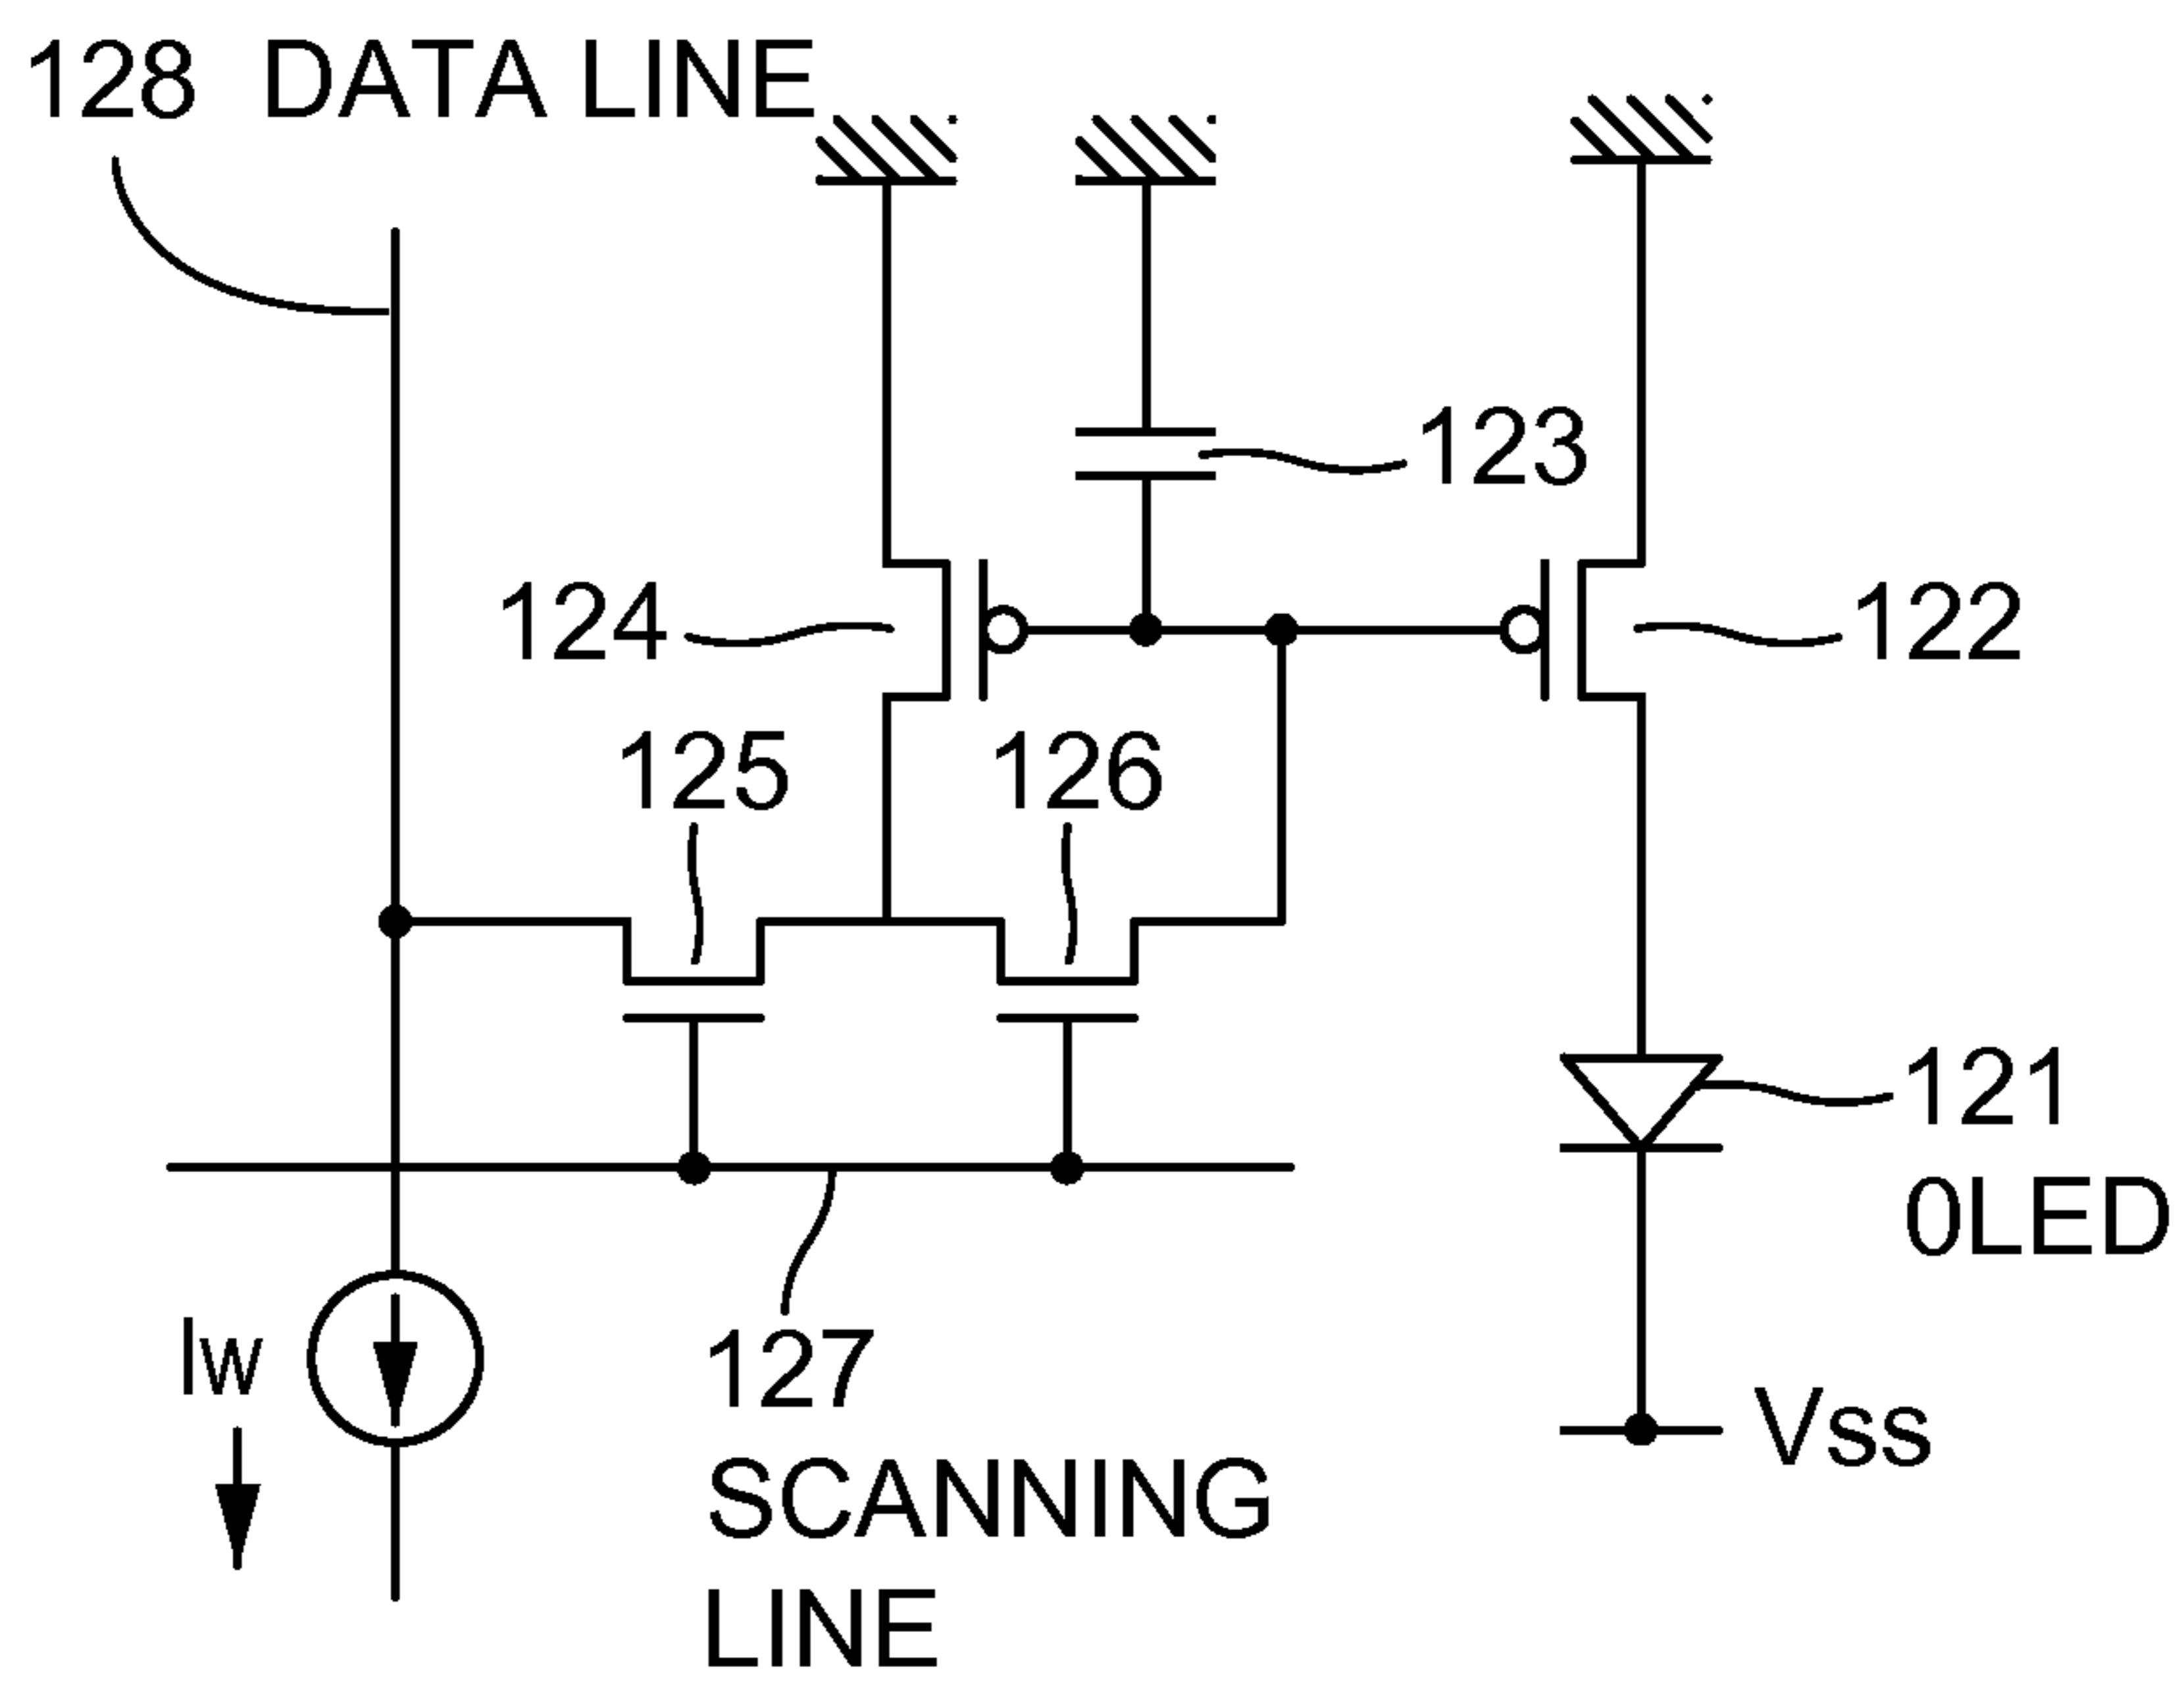 128 DATA LINE
123
124
122
125
126
121
0LED
Iw
127
SCANNING
LINE
Vss